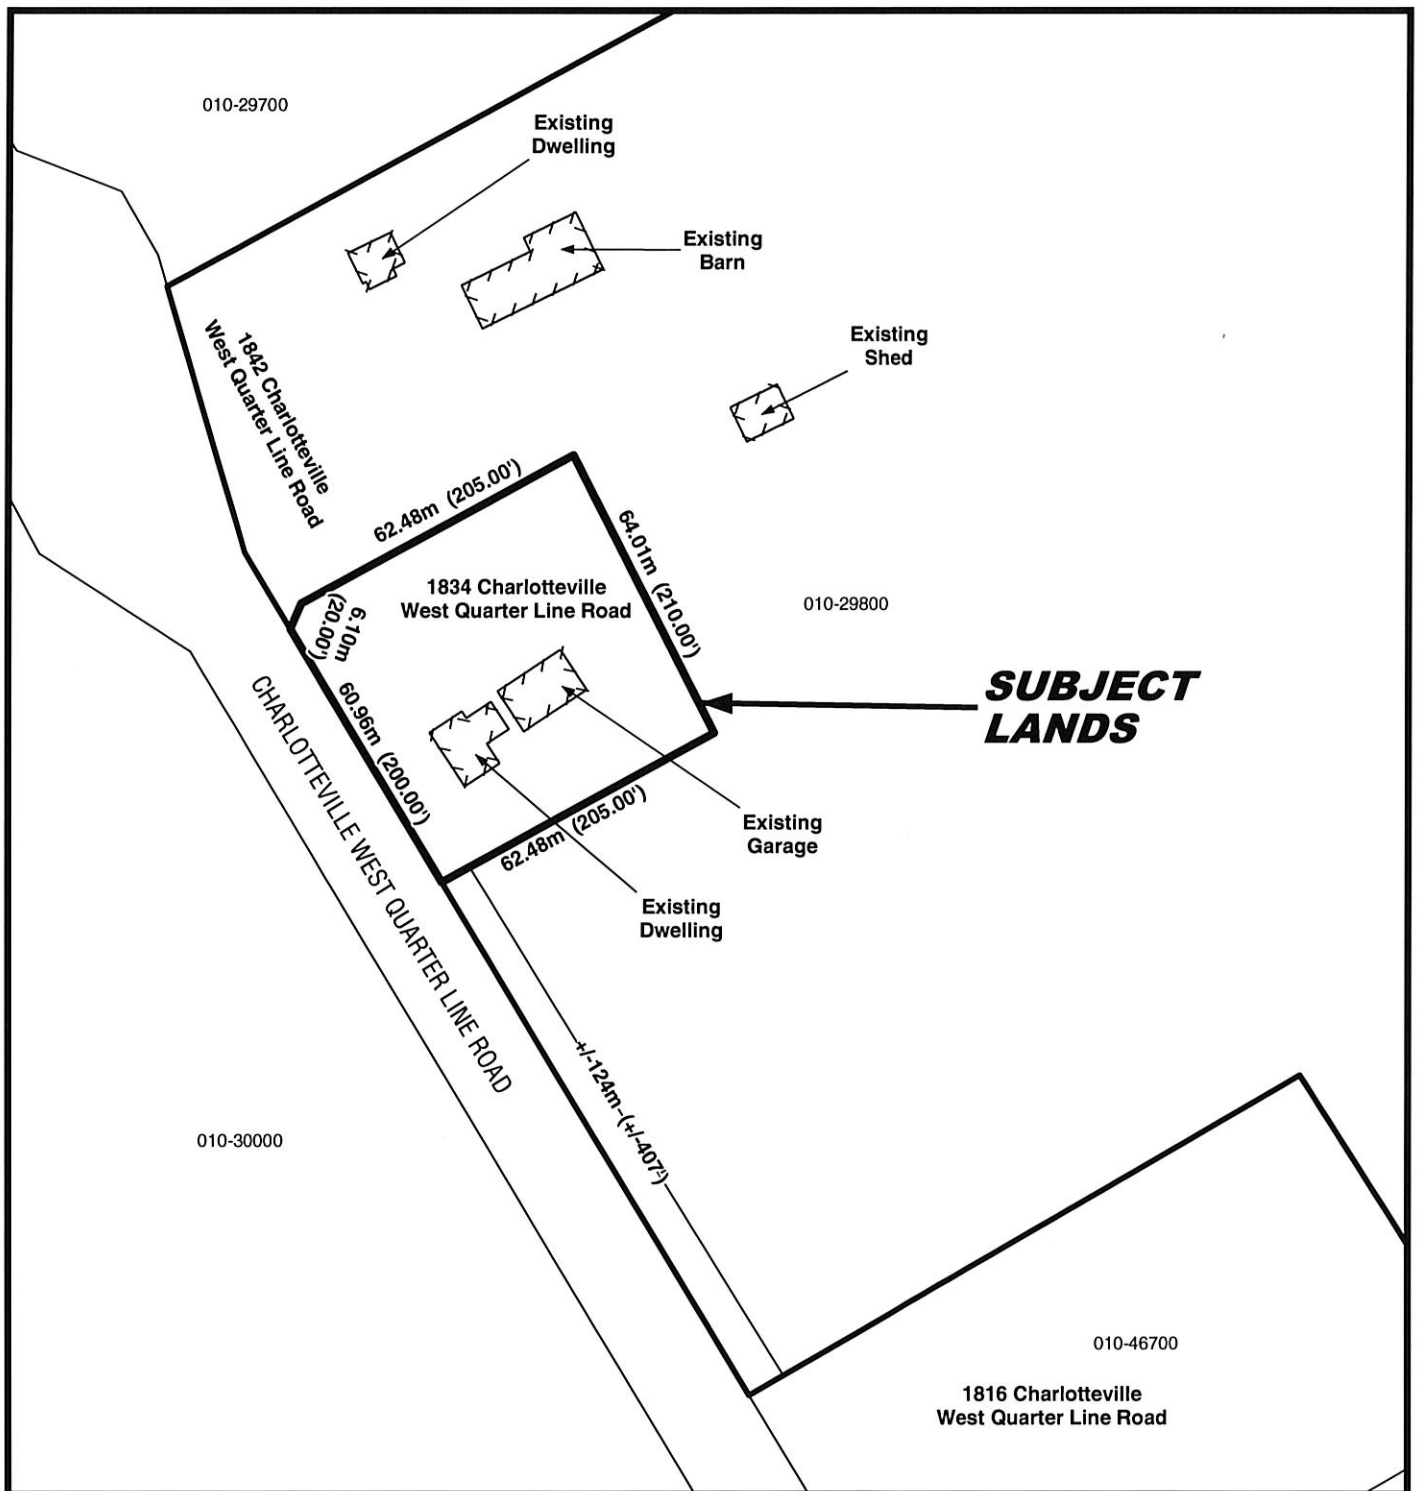 010-29700
Existing
Dwelling
Existing
Barn
Existing
Shed
1842 Charlotteville
West Quarter Line Road
62.48m (205.00')
64.01m (210.00')
1834 Charlotteville
West Quarter Line Road
010-29800
6.10m
(20.00')
60.96m (200.00')
SUBJECT
LANDS
CHARLOTTEVILLE WEST QUARTER LINE ROAD
62.48m (205.00')
Existing
Garage
Existing
Dwelling
+/-124m (+/-407')
010-30000
010-46700
1816 Charlotteville
West Quarter Line Road